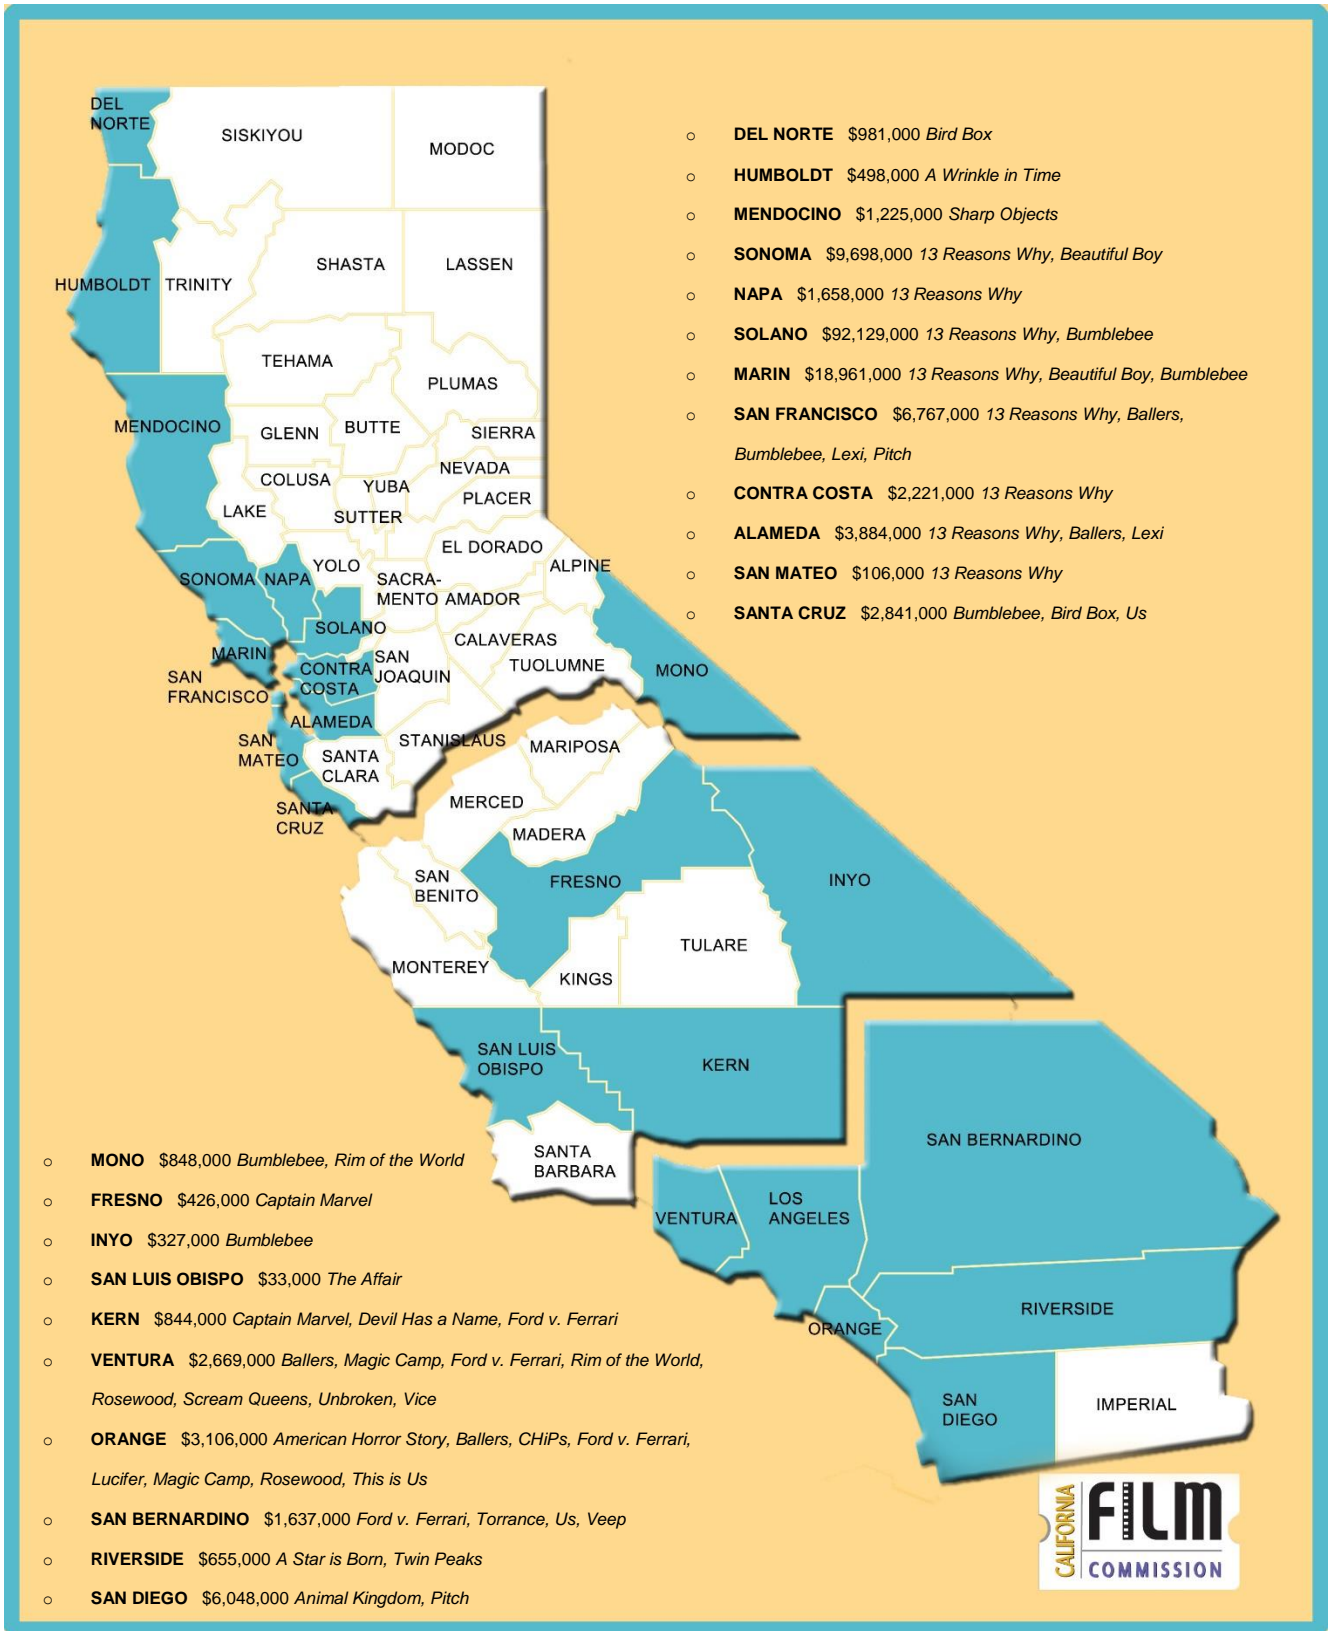 DEL
NORTE
SISKIYOU
MODOC
HUMBOLDT
TRINITY
SHASTA
LASSEN
TEHAMA
PLUMAS
MENDOCINO
GLENN
BUTTE
SIERRA
COLUSA
YUBA
NEVADA
LAKE
SUTTER
PLACER
SONOMA
NAPA
YOLO
SACRA-
MENTO
EL DORADO
AMADOR
ALPINE
SOLANO
CALAVERAS
MARIN
CONTRA
COSTA
SAN
JOAQUIN
TUOLUMNE
MONO
SAN
FRANCISCO
ALAMEDA
SAN
MATEO
SANTA
CLARA
STANISLAUS
MARIPOSA
SANTA
CRUZ
MERCED
MADERA
SAN
BENITO
FRESNO
INYO
MONTEREY
KINGS
TULARE
SAN LUIS
OBISPO
KERN
SANTA
BARBARA
VENTURA
LOS
ANGELES
SAN BERNARDINO
ORANGE
RIVERSIDE
SAN
DIEGO
IMPERIAL
o DEL NORTE $981,000 Bird Box
o HUMBOLDT $498,000 A Wrinkle in Time
o MENDOCINO $1,225,000 Sharp Objects
o SONOMA $9,698,000 13 Reasons Why, Beautiful Boy
o NAPA $1,658,000 13 Reasons Why
o SOLANO $92,129,000 13 Reasons Why, Bumblebee
o MARIN $18,961,000 13 Reasons Why, Beautiful Boy, Bumblebee
o SAN FRANCISCO $6,767,000 13 Reasons Why, Ballers,
Bumblebee, Lexi, Pitch
o CONTRA COSTA $2,221,000 13 Reasons Why
o ALAMEDA $3,884,000 13 Reasons Why, Ballers, Lexi
o SAN MATEO $106,000 13 Reasons Why
o SANTA CRUZ $2,841,000 Bumblebee, Bird Box, Us
o MONO $848,000 Bumblebee, Rim of the World
o FRESNO $426,000 Captain Marvel
o INYO $327,000 Bumblebee
o SAN LUIS OBISPO $33,000 The Affair
o KERN $844,000 Captain Marvel, Devil Has a Name, Ford v. Ferrari
o VENTURA $2,669,000 Ballers, Magic Camp, Ford v. Ferrari, Rim of the World,
Rosewood, Scream Queens, Unbroken, Vice
o ORANGE $3,106,000 American Horror Story, Ballers, CHiPs, Ford v. Ferrari,
Lucifer, Magic Camp, Rosewood, This is Us
o SAN BERNARDINO $1,637,000 Ford v. Ferrari, Torrance, Us, Veep
o RIVERSIDE $655,000 A Star is Born, Twin Peaks
o SAN DIEGO $6,048,000 Animal Kingdom, Pitch
CALIFORNIA
FILM
COMMISSION